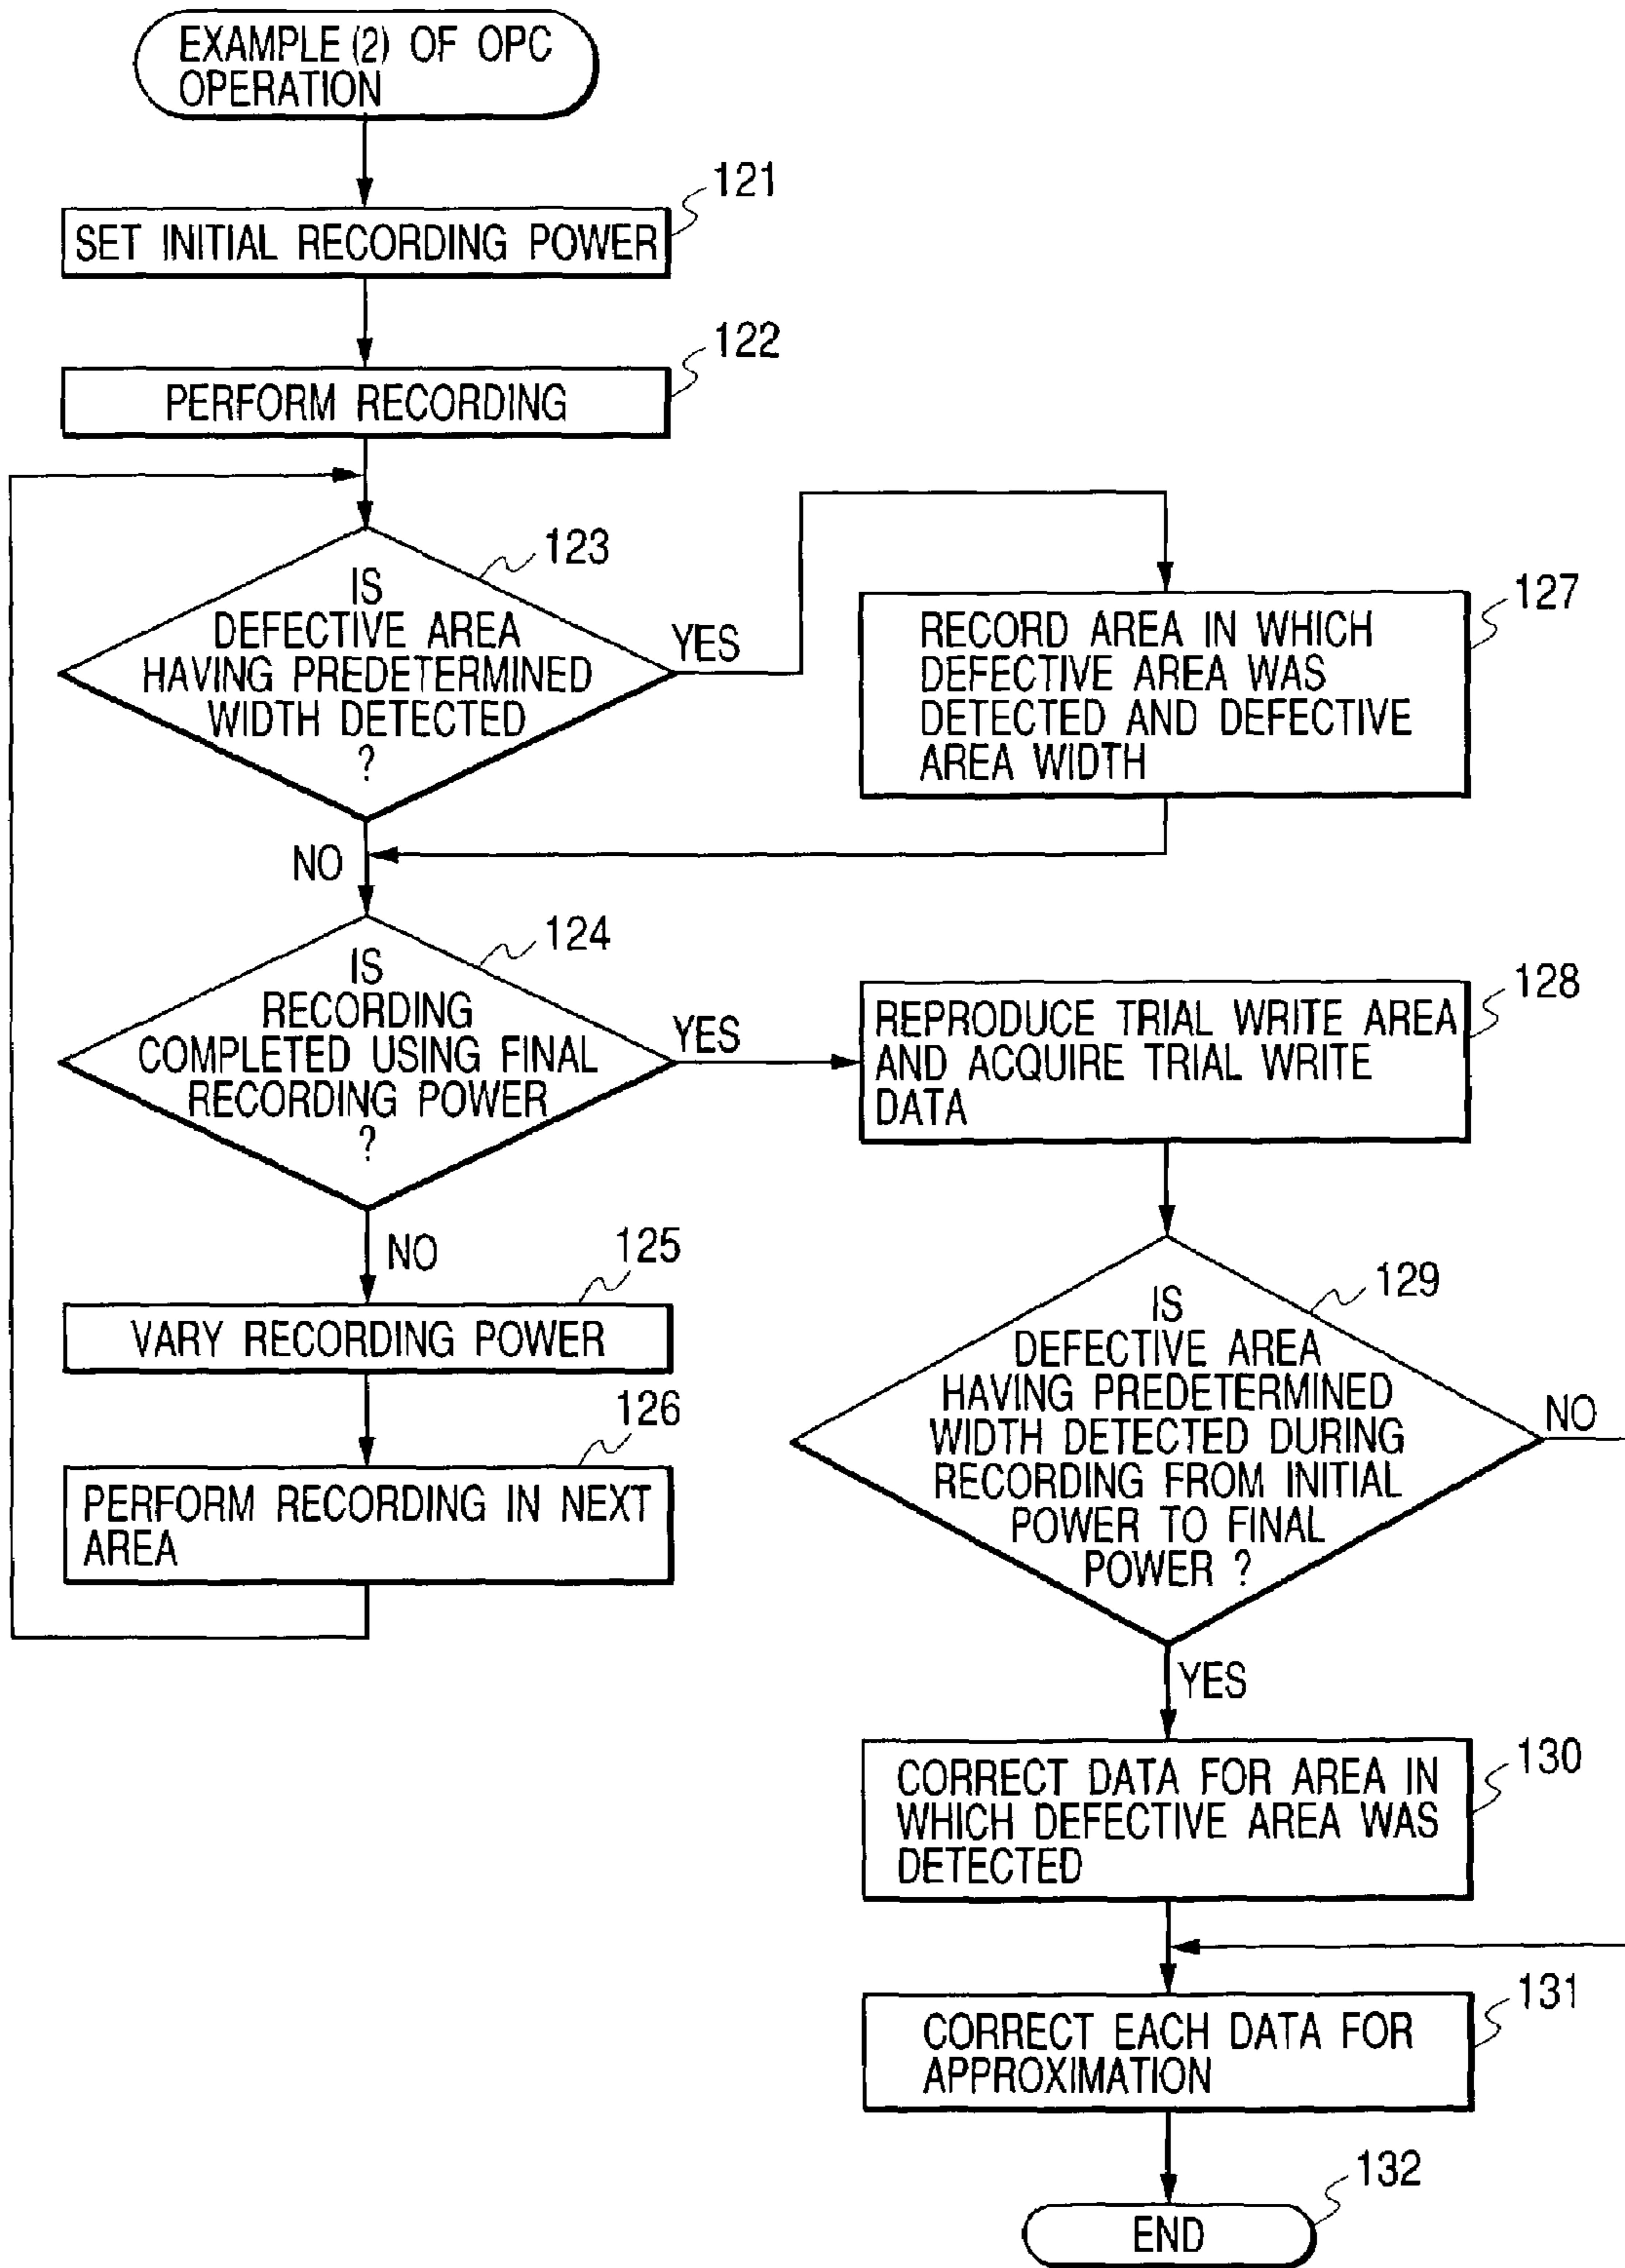 EXAMPLE (2) OF OPC
OPERATION
121
SET INITIAL RECORDING POWER
122
PERFORM RECORDING
123
IS
DEFECTIVE AREA
HAVING PREDETERMINED
WIDTH DETECTED
?
YES
NO
127
RECORD AREA IN WHICH
DEFECTIVE AREA WAS
DETECTED AND DEFECTIVE
AREA WIDTH
124
IS
RECORDING
COMPLETED USING FINAL
RECORDING POWER
?
YES
NO
125
VARY RECORDING POWER
126
PERFORM RECORDING IN NEXT
AREA
128
REPRODUCE TRIAL WRITE AREA
AND ACQUIRE TRIAL WRITE
DATA
129
IS
DEFECTIVE AREA
HAVING PREDETERMINED
WIDTH DETECTED DURING
RECORDING FROM INITIAL
POWER TO FINAL
POWER ?
NO
YES
130
CORRECT DATA FOR AREA IN
WHICH DEFECTIVE AREA WAS
DETECTED
131
CORRECT EACH DATA FOR
APPROXIMATION
132
END